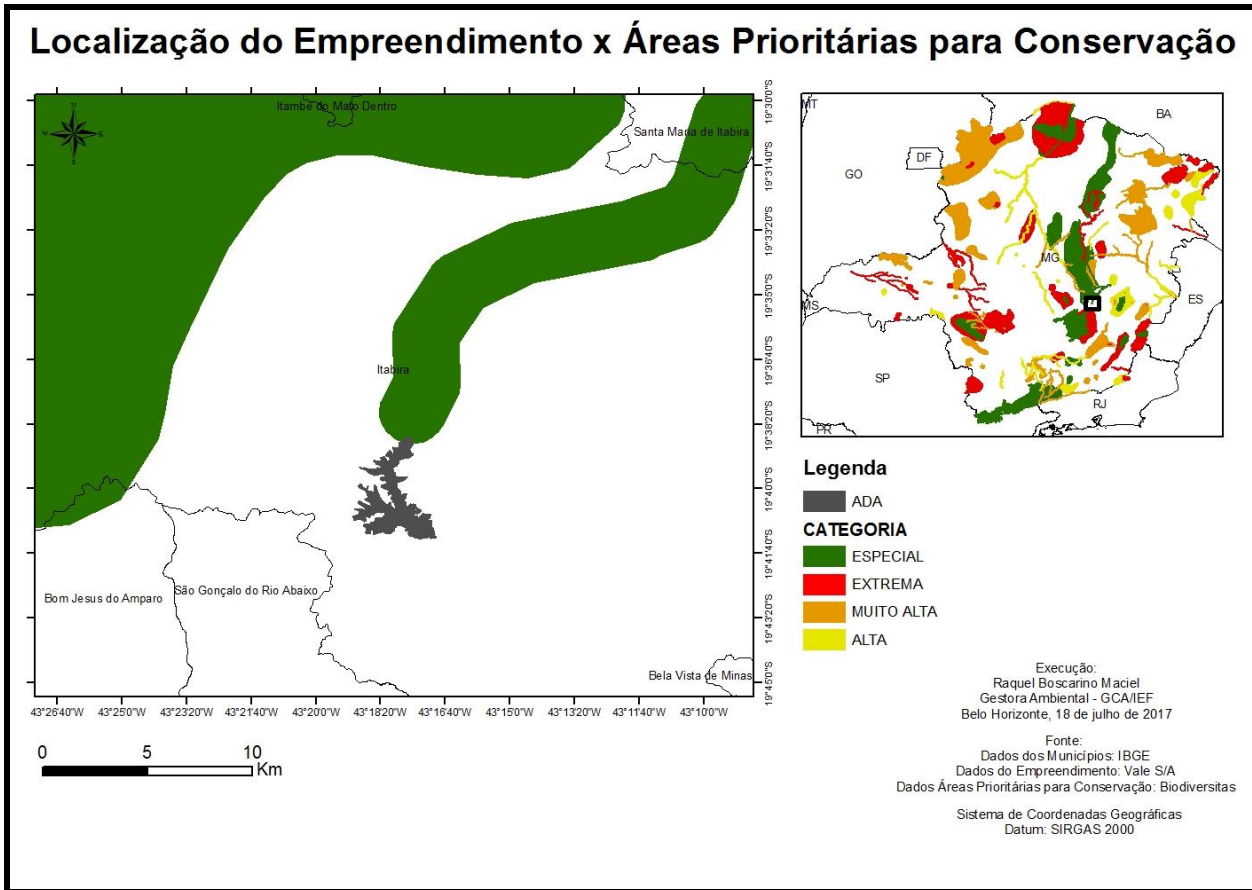 Localização do Empreendimento x Áreas Prioritárias para Conservação
Itambé do Mato Dentro
Santa Maria de Itabira
Itabira
Bom Jesus do Amparo
São Gonçalo do Rio Abaixo
Bela Vista de Minas
19°30'0"S
19°31'40"S
19°33'20"S
19°35'0"S
19°36'40"S
19°38'20"S
19°40'0"S
19°41'40"S
19°43'20"S
19°45'0"S
43°26'40"W
43°25'0"W
43°23'20"W
43°21'40"W
43°20'0"W
43°18'20"W
43°16'40"W
43°15'0"W
43°13'20"W
43°11'40"W
43°10'0"W
0 5 10
Km
MT
BA
DF
GO
MG
MS
ES
SP
RJ
PR
Legenda
ADA
CATEGORIA
ESPECIAL
EXTREMA
MUITO ALTA
ALTA
Execução:
Raquel Boscarino Maciel
Gestora Ambiental - GCA/IEF
Belo Horizonte, 18 de julho de 2017
Fonte:
Dados dos Municípios: IBGE
Dados do Empreendimento: Vale S/A
Dados Áreas Prioritárias para Conservação: Biodiversitas
Sistema de Coordenadas Geográficas
Datum: SIRGAS 2000